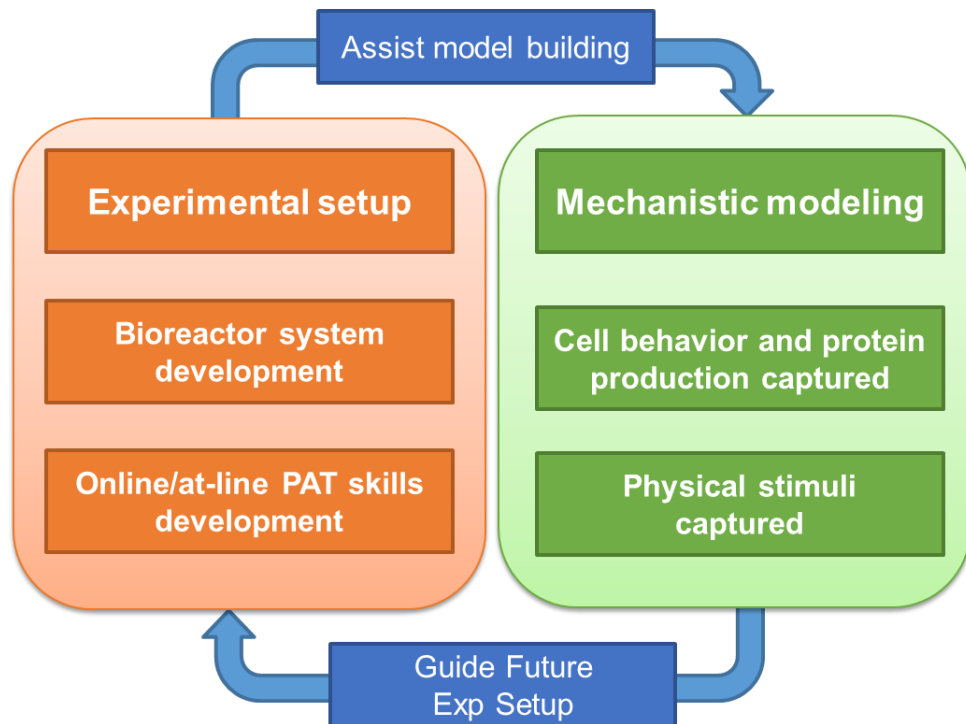 Assist model building
Experimental setup
Bioreactor system
development
Online/at-line PAT skills
development
Mechanistic modeling
Cell behavior and protein
production captured
Physical stimuli
captured
Guide Future
Exp Setup